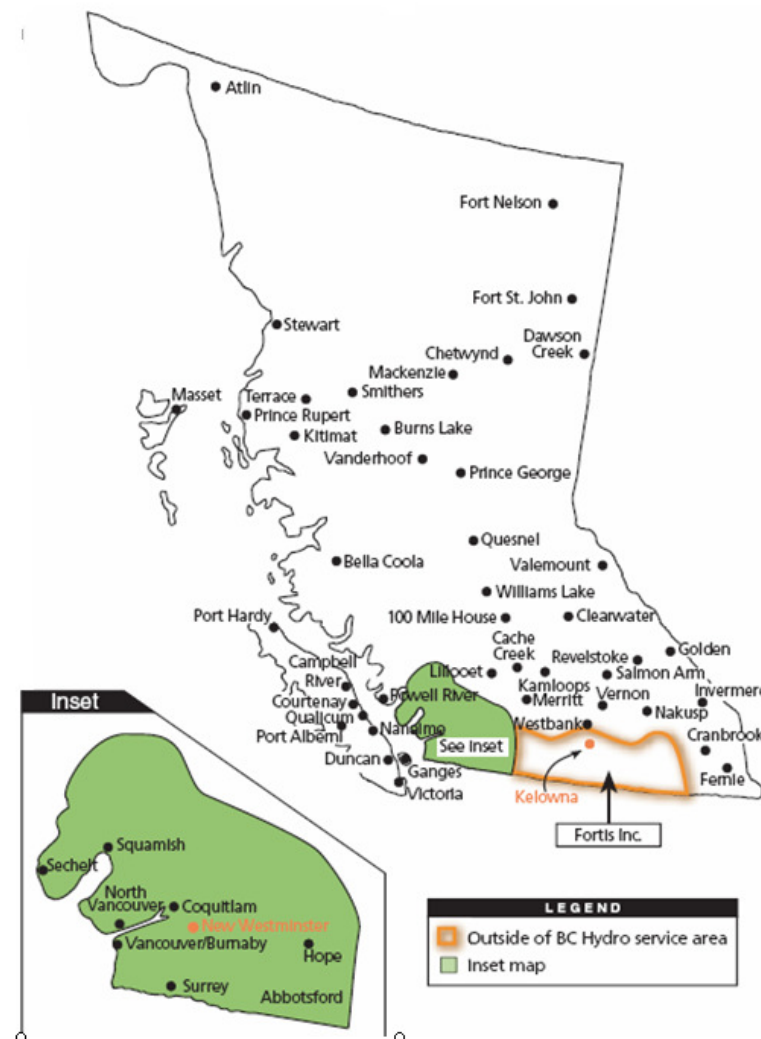 Atlin
Fort Nelson
Fort St. John
Dawson
Creek
Chetwynd
Mackenzie
Stewart
Smithers
Masset
Terrace
Prince Rupert
Kitimat
Burns Lake
Vanderhoof
Prince George
Quesnel
Bella Coola
Valemount
Williams Lake
Port Hardy
100 Mile House
Clearwater
Cache
Creek
Golden
Revelstoke
Campbell
River
Lillooet
Kamloops
Salmon Arm
Invermere
Powell River
Merritt
Vernon
Courtenay
Nakusp
Qualicum
Port Alberni
Nanaimo
Westbank
Cranbrook
See Inset
Duncan
Ganges
Fernie
Victoria
Kelowna
Fortis Inc.
Inset
Squamish
Sechelt
North
Vancouver
Coquitlam
New Westminster
Vancouver/Burnaby
Hope
Surrey
Abbotsford
LEGEND
Outside of BC Hydro service area
Inset map